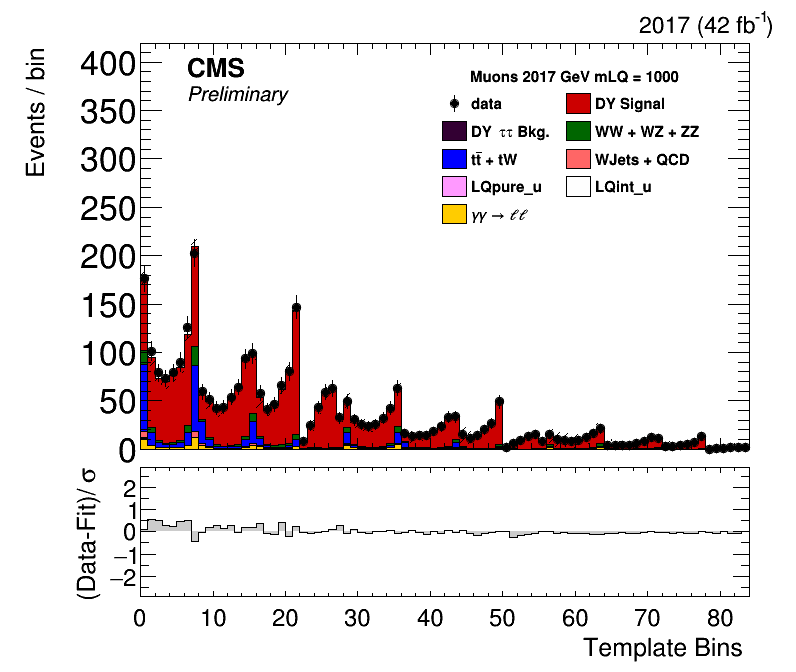 2017 (42 fb⁻¹)
CMS
Preliminary
Muons 2017 GeV mLQ = 1000
data
DY Signal
DY ττ Bkg.
WW + WZ + ZZ
tt̅ + tW
WJets + QCD
LQpure_u
LQint_u
γγ → ℓℓ
Events / bin
400
350
300
250
200
150
100
50
0
(Data-Fit)/ σ
2
1
0
−1
−2
0 10 20 30 40 50 60 70 80
Template Bins